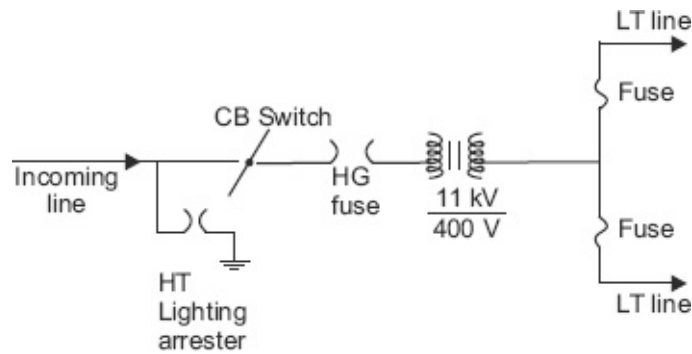 LT line
Fuse
CB Switch
Incoming
line
HG
fuse
11 kV
400 V
Fuse
HT
Lighting
arrester
LT line